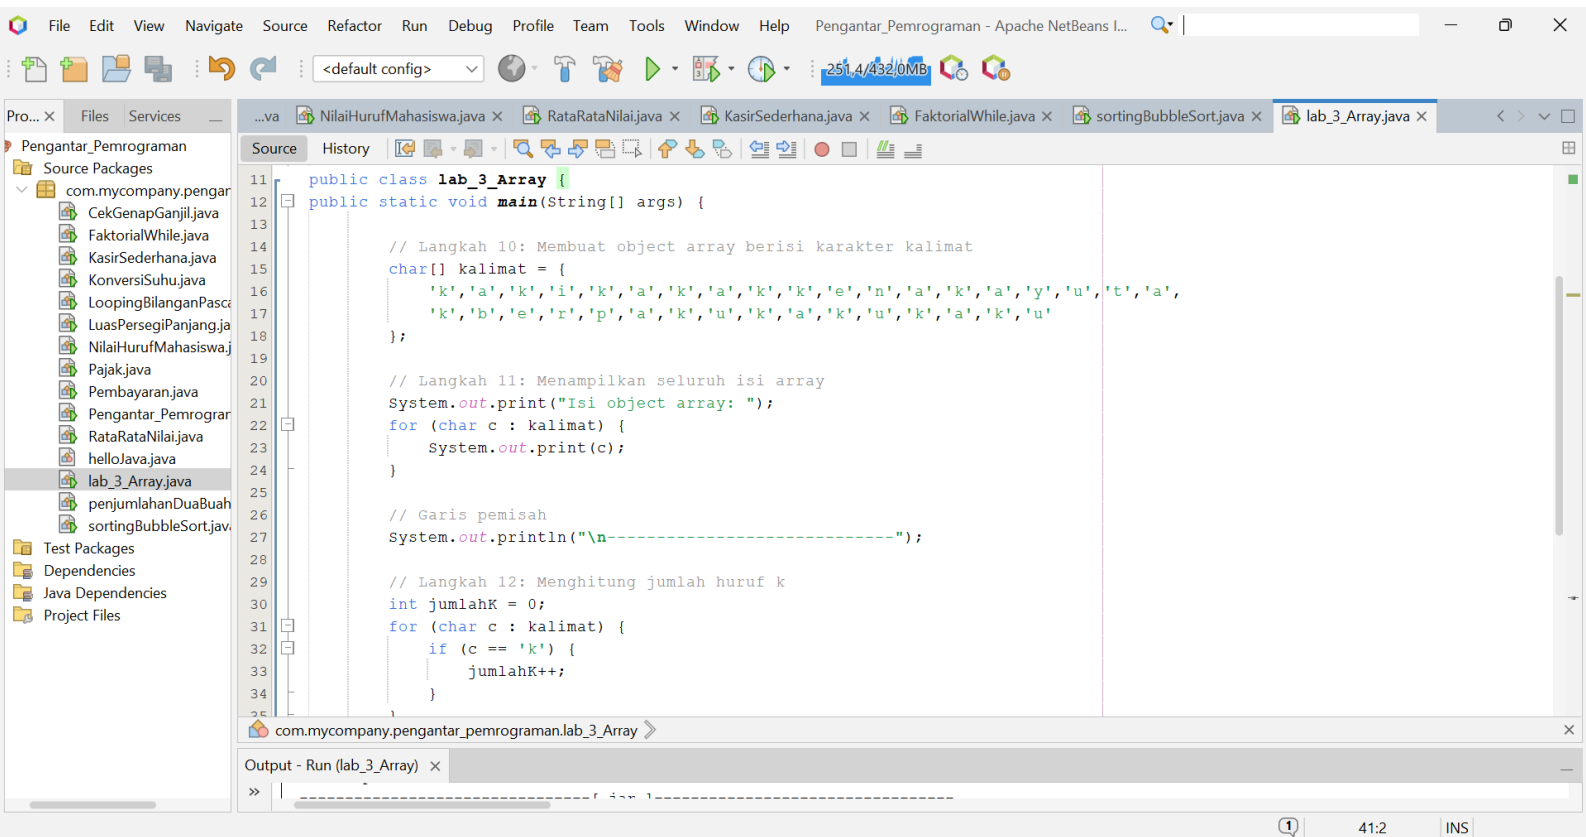 File Edit View Navigate Source Refactor Run Debug Profile Team Tools Window Help Pengantar_Pemrograman - Apache NetBeans I...
<default config> 251,4/432,0MB
Pro... Files Services
...va NilaiHurufMahasiswa.java RataRataNilai.java KasirSederhana.java FaktorialWhile.java sortingBubbleSort.java lab_3_Array.java
Source History
Pengantar_Pemrograman
Source Packages
com.mycompany.pengar
CekGenapGanjil.java
FaktorialWhile.java
KasirSederhana.java
KonversiSuhu.java
LoopingBilanganPasca
LuasPersegiPanjang.ja
NilaiHurufMahasiswa.j
Pajak.java
Pembayaran.java
Pengantar_Pemrogran
RataRataNilai.java
helloJava.java
lab_3_Array.java
penjumlahanDuaBuah
sortingBubbleSort.java
Test Packages
Dependencies
Java Dependencies
Project Files
11 public class lab_3_Array {
12 public static void main(String[] args) {
13
14 // Langkah 10: Membuat object array berisi karakter kalimat
15 char[] kalimat = {
16 'k','a','k','i','k','a','k','a','k','k','e','n','a','k','a','y','u','t','a',
17 'k','b','e','r','p','a','k','u','k','a','k','u','k','a','k','u'
18 };
19
20 // Langkah 11: Menampilkan seluruh isi array
21 System.out.print("Isi object array: ");
22 for (char c : kalimat) {
23 System.out.print(c);
24 }
25
26 // Garis pemisah
27 System.out.println("\n-----------------------------");
28
29 // Langkah 12: Menghitung jumlah huruf k
30 int jumlahK = 0;
31 for (char c : kalimat) {
32 if (c == 'k') {
33 jumlahK++;
34 }
35 }
com.mycompany.pengantar_pemrograman.lab_3_Array
Output - Run (lab_3_Array)
--------------------------------[ jar ]---------------------------------
1 41:2 INS